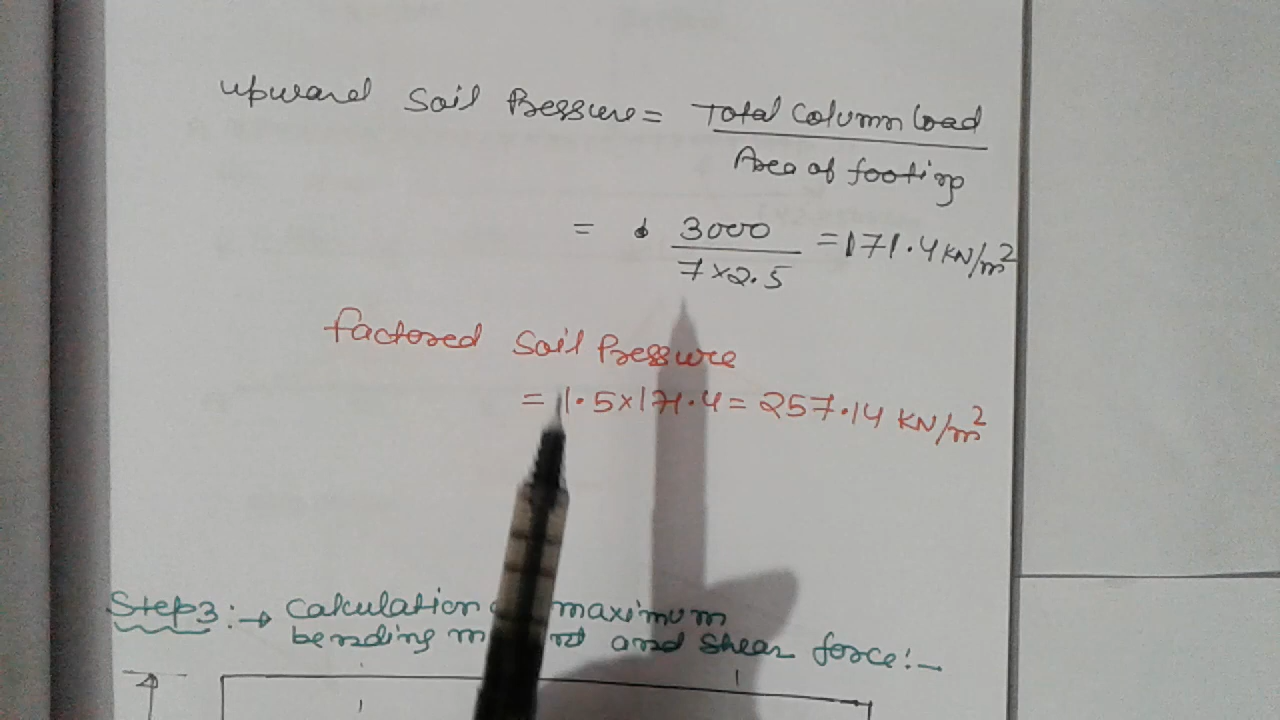 upward Soil Pressure = Total Column Load
Area of footing
= 3000 = 171.4 KN/m²
7×2.5
factored Soil Pressure
= 1.5×171.4 = 257.14 KN/m²
Step3:→ Calculation maximum
bending and Shear force:-